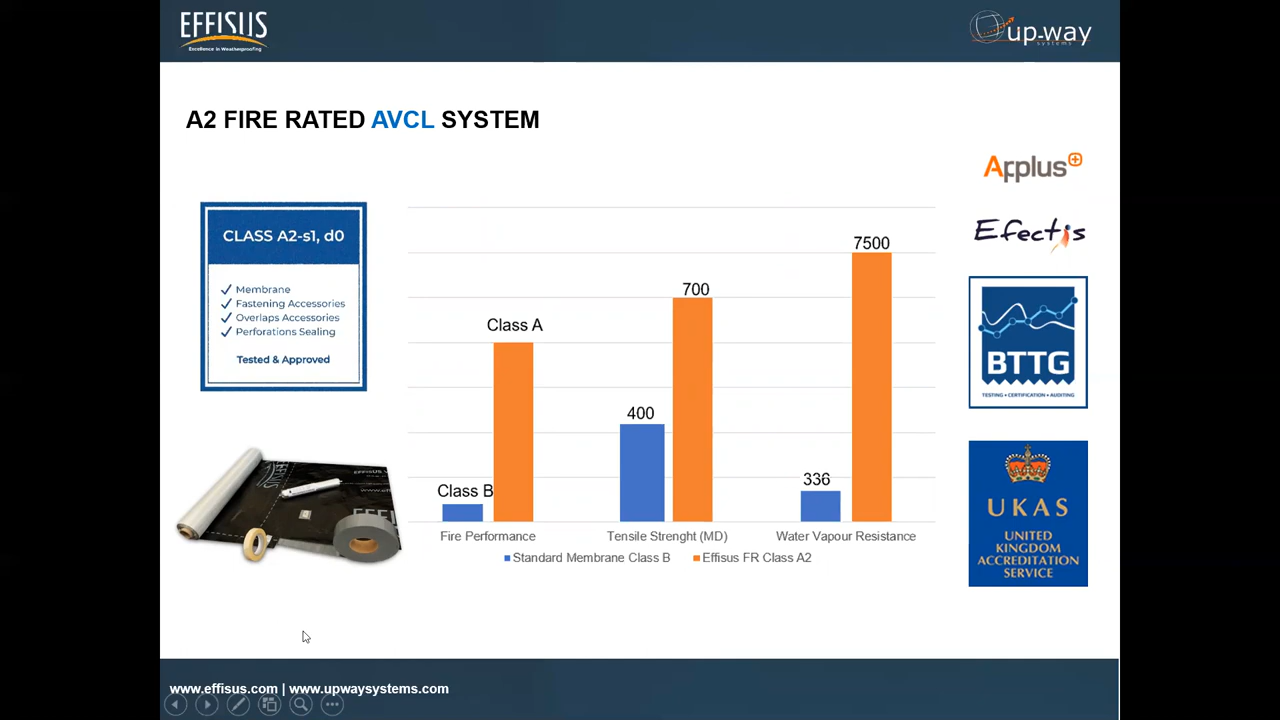 EFFISUS
Excellence in Weatherproofing
up-way
systems
A2 FIRE RATED AVCL SYSTEM
Applus+
Efectis
CLASS A2-s1, d0
Membrane
Fastening Accessories
Overlaps Accessories
Perforations Sealing
Tested & Approved
7500
700
Class A
400
336
Class B
Fire Performance
Tensile Strenght (MD)
Water Vapour Resistance
Standard Membrane Class B
Effisus FR Class A2
BTTG
TESTING • CERTIFICATION • AUDITING
UKAS
UNITED
KINGDOM
ACCREDITATION
SERVICE
EFFISUS
EFFISUS
www.effisus.com | www.upwaysystems.com